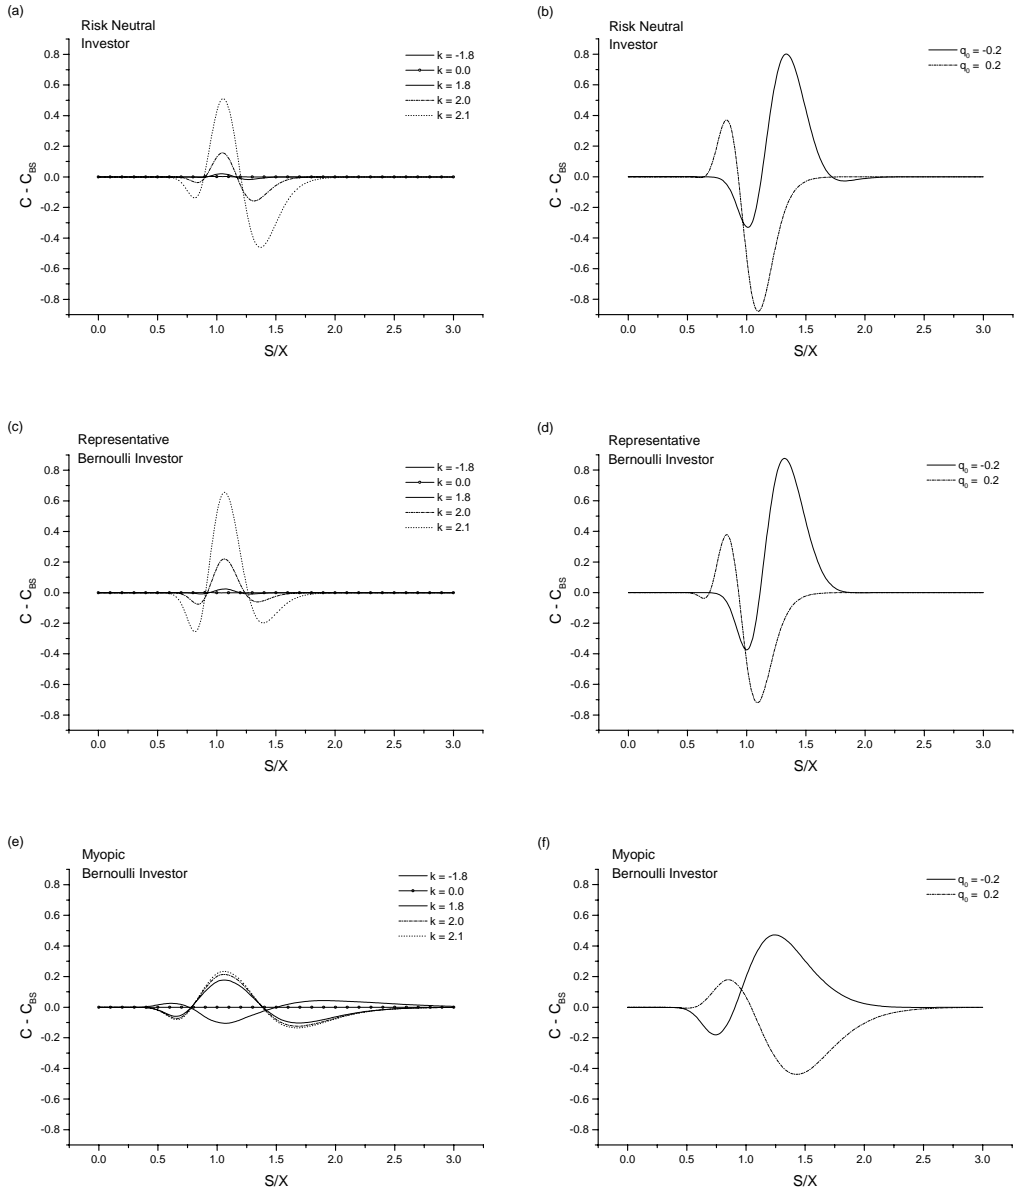 (a)
Risk Neutral
Investor
k = -1.8
k = 0.0
k = 1.8
k = 2.0
k = 2.1
0.8
0.6
0.4
0.2
0.0
-0.2
-0.4
-0.6
-0.8
C - C_BS
0.0 0.5 1.0 1.5 2.0 2.5 3.0
S/X
(b)
Risk Neutral
Investor
q_0 = -0.2
q_0 = 0.2
0.8
0.6
0.4
0.2
0.0
-0.2
-0.4
-0.6
-0.8
C - C_BS
0.0 0.5 1.0 1.5 2.0 2.5 3.0
S/X
(c)
Representative
Bernoulli Investor
k = -1.8
k = 0.0
k = 1.8
k = 2.0
k = 2.1
0.8
0.6
0.4
0.2
0.0
-0.2
-0.4
-0.6
-0.8
C - C_BS
0.0 0.5 1.0 1.5 2.0 2.5 3.0
S/X
(d)
Representative
Bernoulli Investor
q_0 = -0.2
q_0 = 0.2
0.8
0.6
0.4
0.2
0.0
-0.2
-0.4
-0.6
-0.8
C - C_BS
0.0 0.5 1.0 1.5 2.0 2.5 3.0
S/X
(e)
Myopic
Bernoulli Investor
k = -1.8
k = 0.0
k = 1.8
k = 2.0
k = 2.1
0.8
0.6
0.4
0.2
0.0
-0.2
-0.4
-0.6
-0.8
C - C_BS
0.0 0.5 1.0 1.5 2.0 2.5 3.0
S/X
(f)
Myopic
Bernoulli Investor
q_0 = -0.2
q_0 = 0.2
0.8
0.6
0.4
0.2
0.0
-0.2
-0.4
-0.6
-0.8
C - C_BS
0.0 0.5 1.0 1.5 2.0 2.5 3.0
S/X